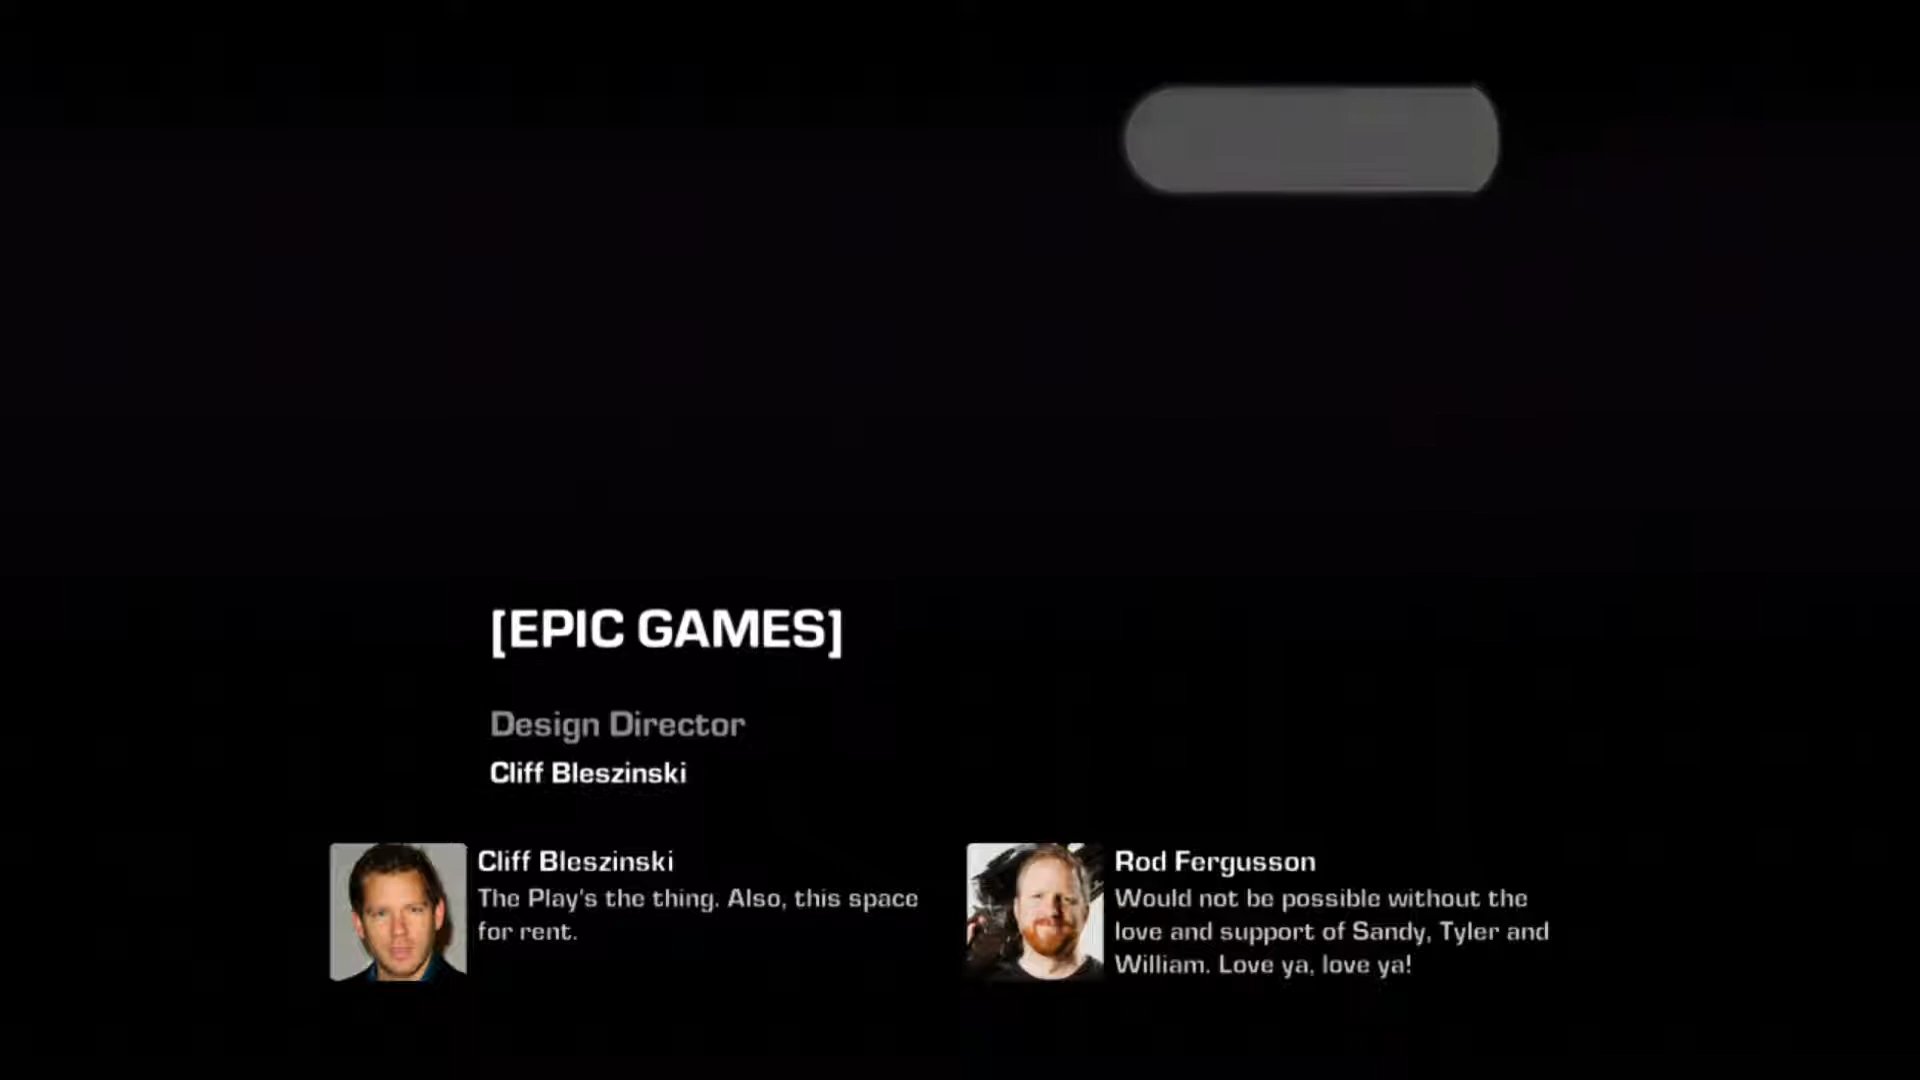 [EPIC GAMES]
Design Director
Cliff Bleszinski
Cliff Bleszinski
The Play's the thing. Also, this space
for rent.
Rod Fergusson
Would not be possible without the
love and support of Sandy, Tyler and
William. Love ya, love ya!